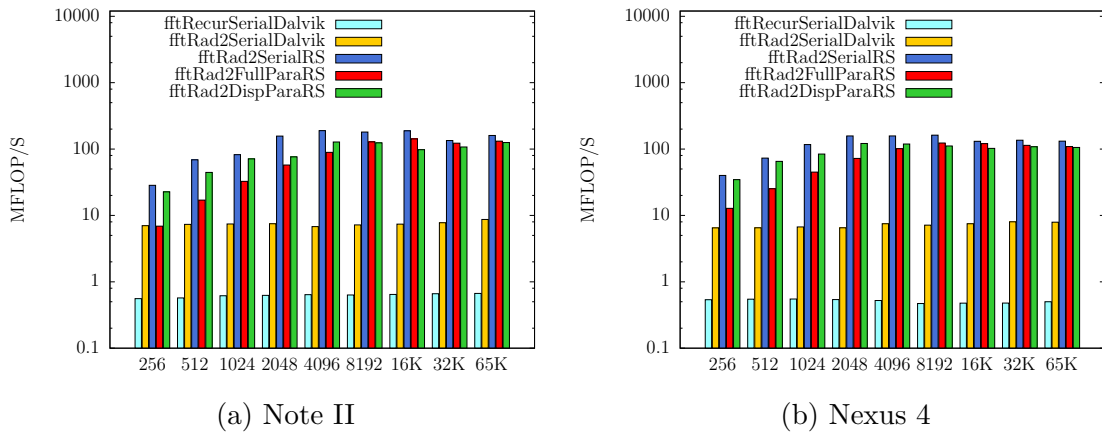 fftRecurSerialDalvik
fftRad2SerialDalvik
fftRad2SerialRS
fftRad2FullParaRS
fftRad2DispParaRS
MFLOP/S
10000
1000
100
10
1
0.1
256 512 1024 2048 4096 8192 16K 32K 65K
(a) Note II
fftRecurSerialDalvik
fftRad2SerialDalvik
fftRad2SerialRS
fftRad2FullParaRS
fftRad2DispParaRS
MFLOP/S
10000
1000
100
10
1
0.1
256 512 1024 2048 4096 8192 16K 32K 65K
(b) Nexus 4